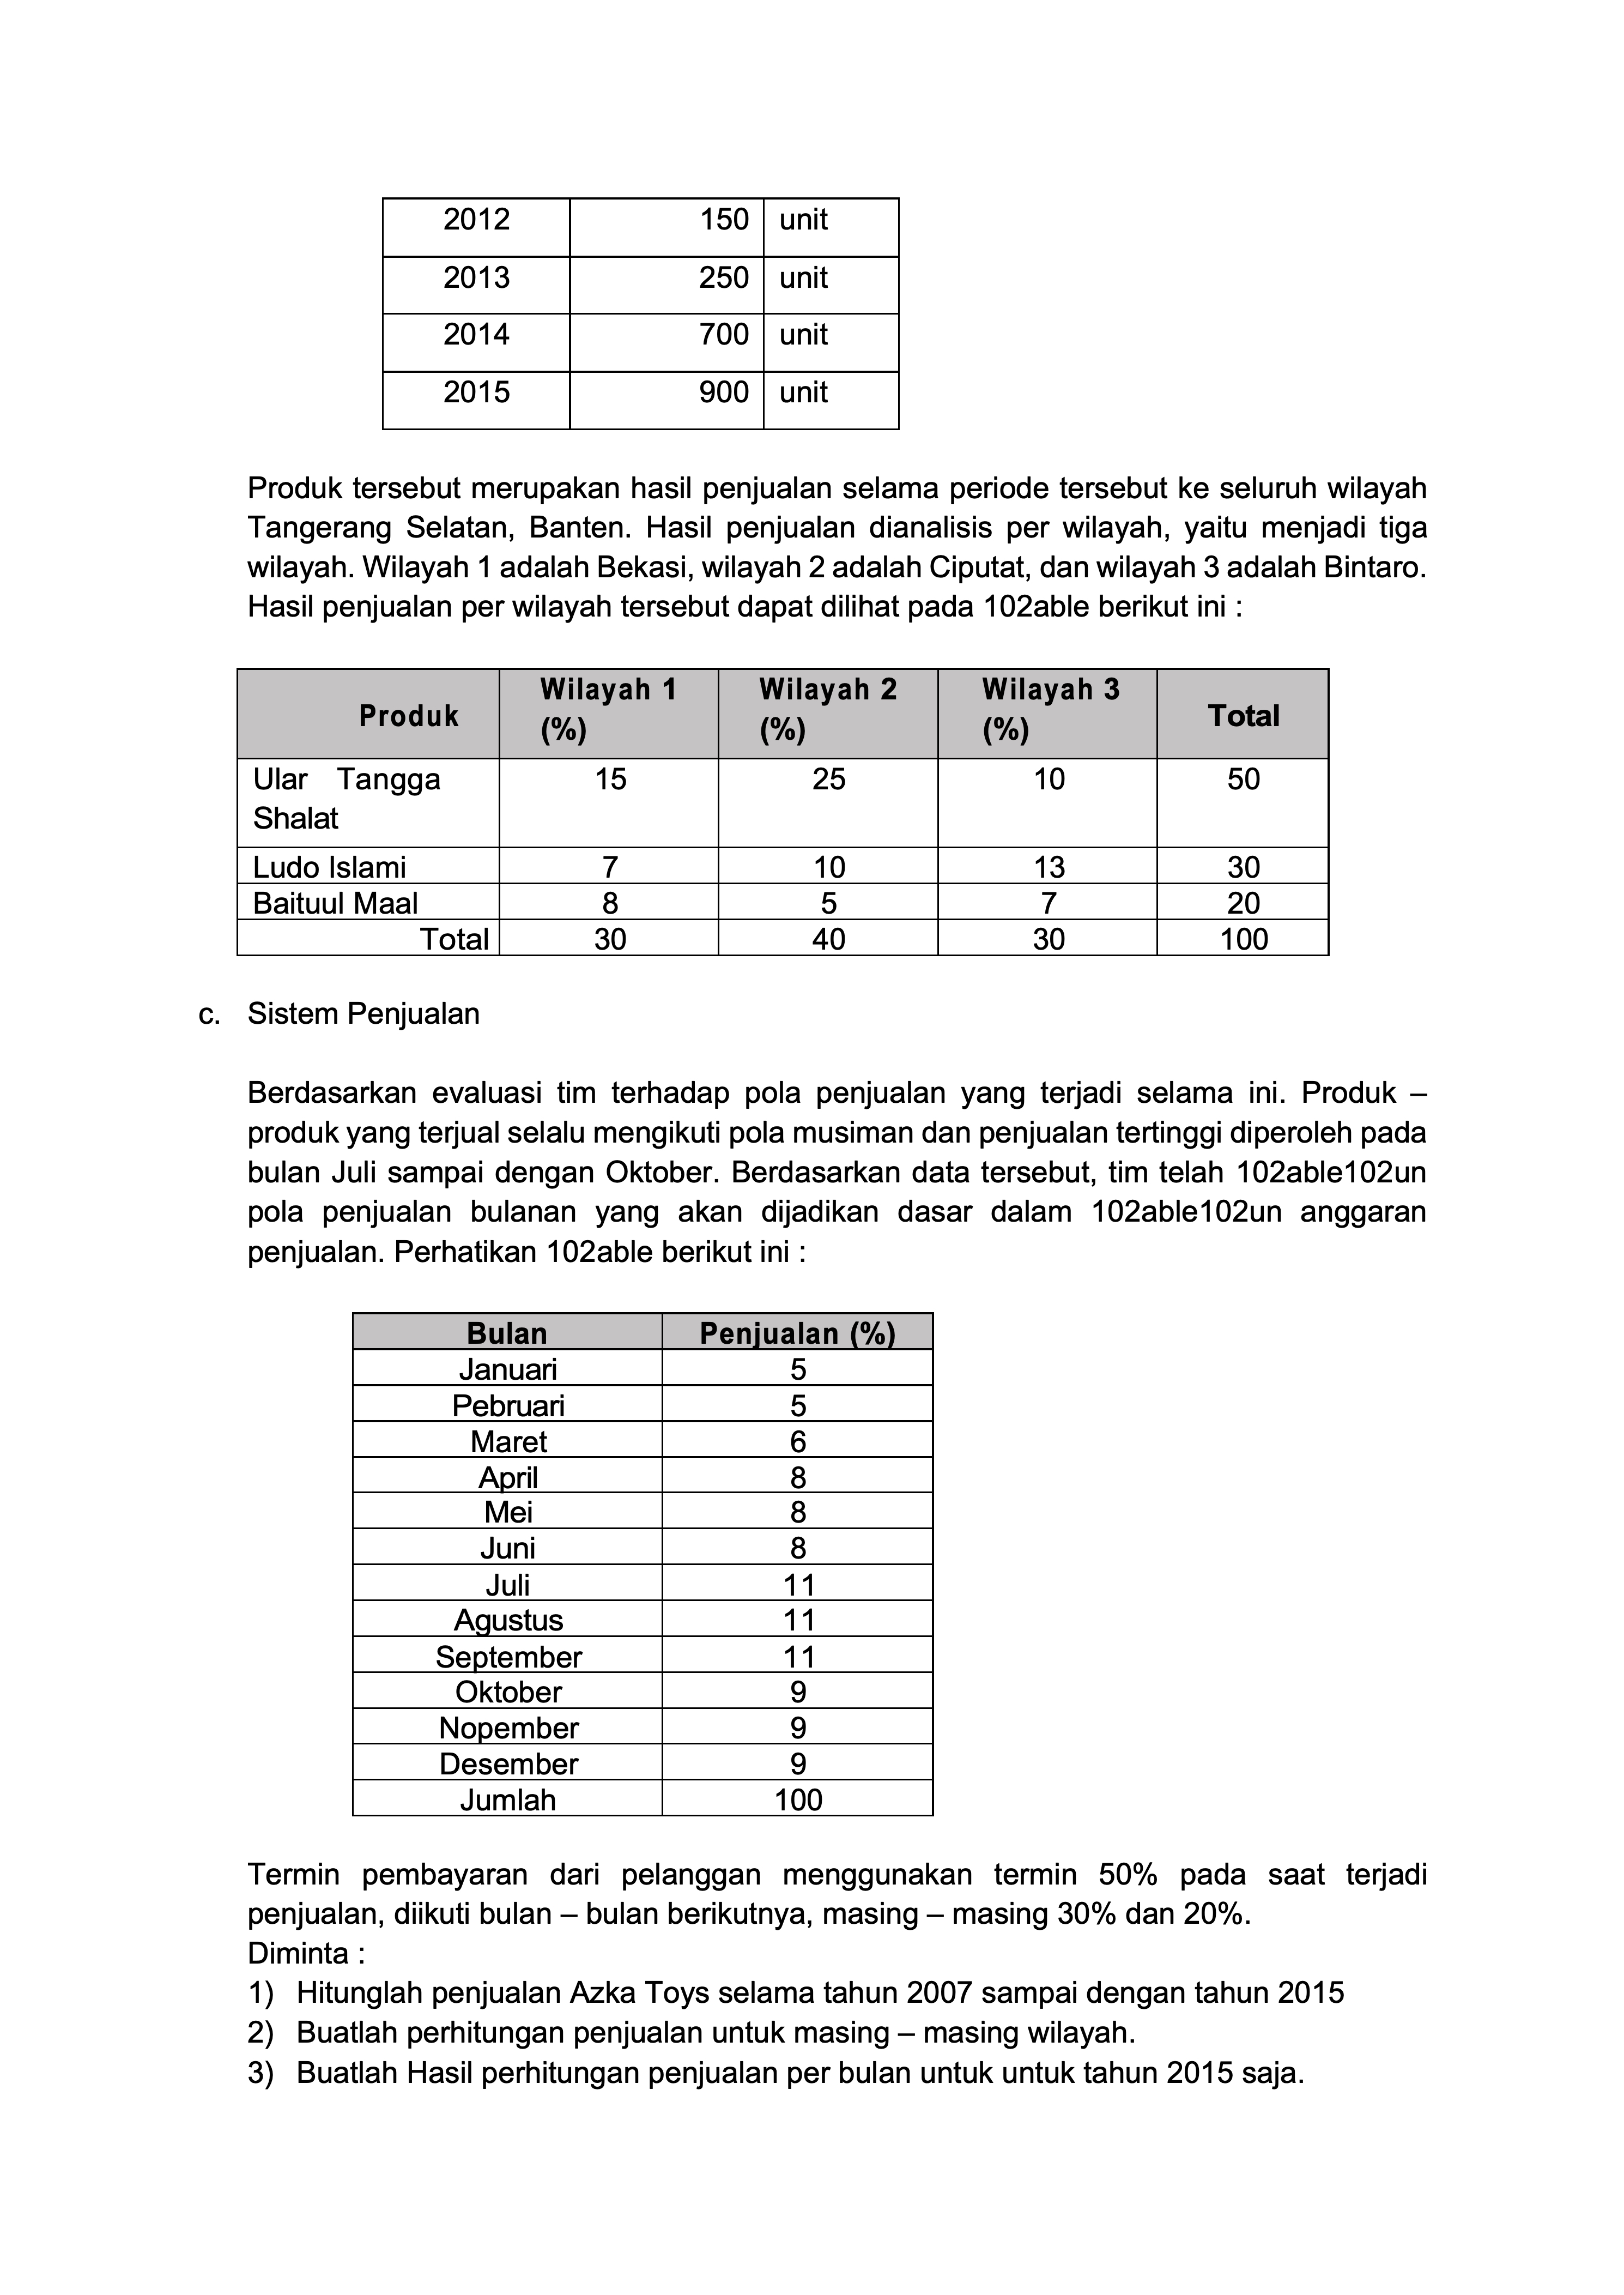 2012 150 unit
2013 250 unit
2014 700 unit
2015 900 unit
Produk tersebut merupakan hasil penjualan selama periode tersebut ke seluruh wilayah
Tangerang Selatan, Banten. Hasil penjualan dianalisis per wilayah, yaitu menjadi tiga
wilayah. Wilayah 1 adalah Bekasi, wilayah 2 adalah Ciputat, dan wilayah 3 adalah Bintaro.
Hasil penjualan per wilayah tersebut dapat dilihat pada 102able berikut ini :
Produk Wilayah 1 (%) Wilayah 2 (%) Wilayah 3 (%) Total
Ular Tangga Shalat 15 25 10 50
Ludo Islami 7 10 13 30
Baituul Maal 8 5 7 20
Total 30 40 30 100
c. Sistem Penjualan
Berdasarkan evaluasi tim terhadap pola penjualan yang terjadi selama ini. Produk –
produk yang terjual selalu mengikuti pola musiman dan penjualan tertinggi diperoleh pada
bulan Juli sampai dengan Oktober. Berdasarkan data tersebut, tim telah 102able102un
pola penjualan bulanan yang akan dijadikan dasar dalam 102able102un anggaran
penjualan. Perhatikan 102able berikut ini :
Bulan Penjualan (%)
Januari 5
Pebruari 5
Maret 6
April 8
Mei 8
Juni 8
Juli 11
Agustus 11
September 11
Oktober 9
Nopember 9
Desember 9
Jumlah 100
Termin pembayaran dari pelanggan menggunakan termin 50% pada saat terjadi
penjualan, diikuti bulan – bulan berikutnya, masing – masing 30% dan 20%.
Diminta :
1) Hitunglah penjualan Azka Toys selama tahun 2007 sampai dengan tahun 2015
2) Buatlah perhitungan penjualan untuk masing – masing wilayah.
3) Buatlah Hasil perhitungan penjualan per bulan untuk untuk tahun 2015 saja.